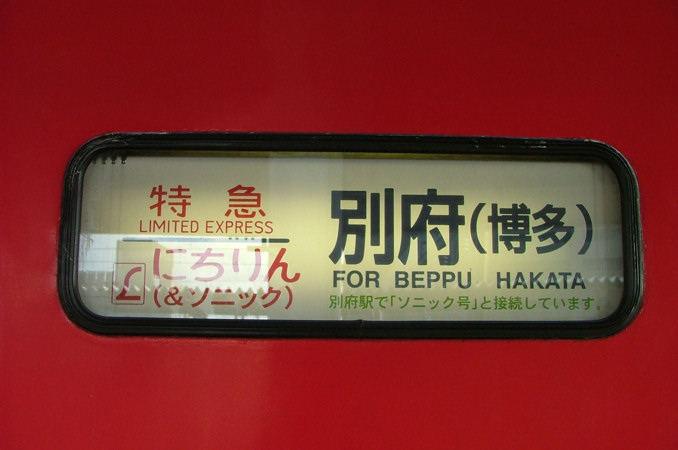 特急
LIMITED EXPRESS
L にちりん
(&ソニック)
別府(博多)
FOR BEPPU HAKATA
別府駅で「ソニック号」と接続しています。